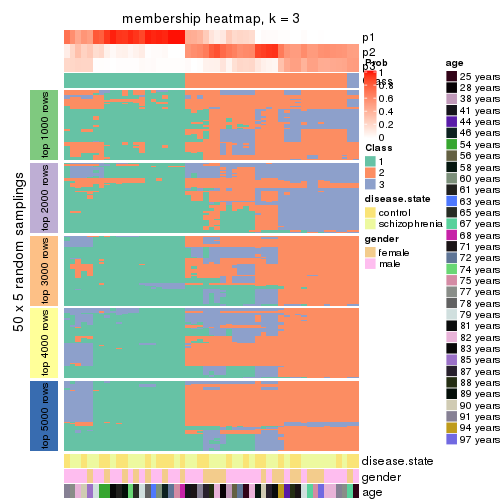 membership heatmap, k = 3
p1
p2
p3
Class
50 x 5 random samplings
top 1000 rows
top 2000 rows
top 3000 rows
top 4000 rows
top 5000 rows
disease.state
gender
age
Prob
1
0.8
0.6
0.4
0.2
0
Class
1
2
3
disease.state
control
schizophrenia
gender
female
male
age
25 years
28 years
38 years
41 years
44 years
46 years
54 years
56 years
58 years
60 years
61 years
63 years
65 years
67 years
68 years
71 years
72 years
74 years
75 years
77 years
78 years
79 years
81 years
82 years
83 years
85 years
87 years
88 years
89 years
90 years
91 years
94 years
97 years